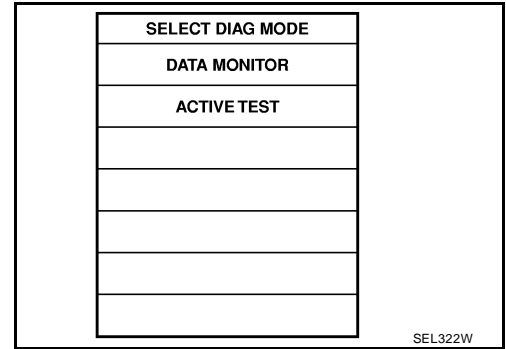 SELECT DIAG MODE
DATA MONITOR
ACTIVE TEST
SEL322W